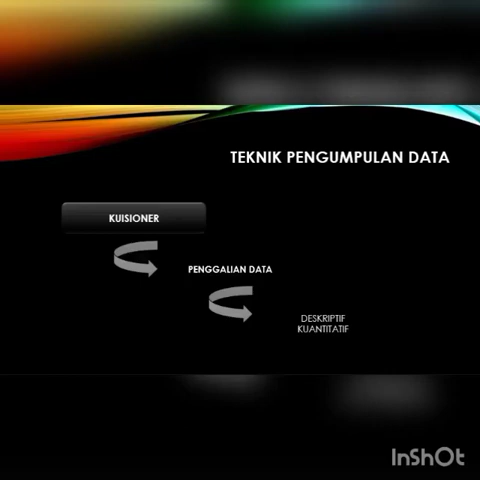 TEKNIK PENGUMPULAN DATA
KUISIONER
PENGGALIAN DATA
DESKRIPTIF
KUANTITATIF
InShOt